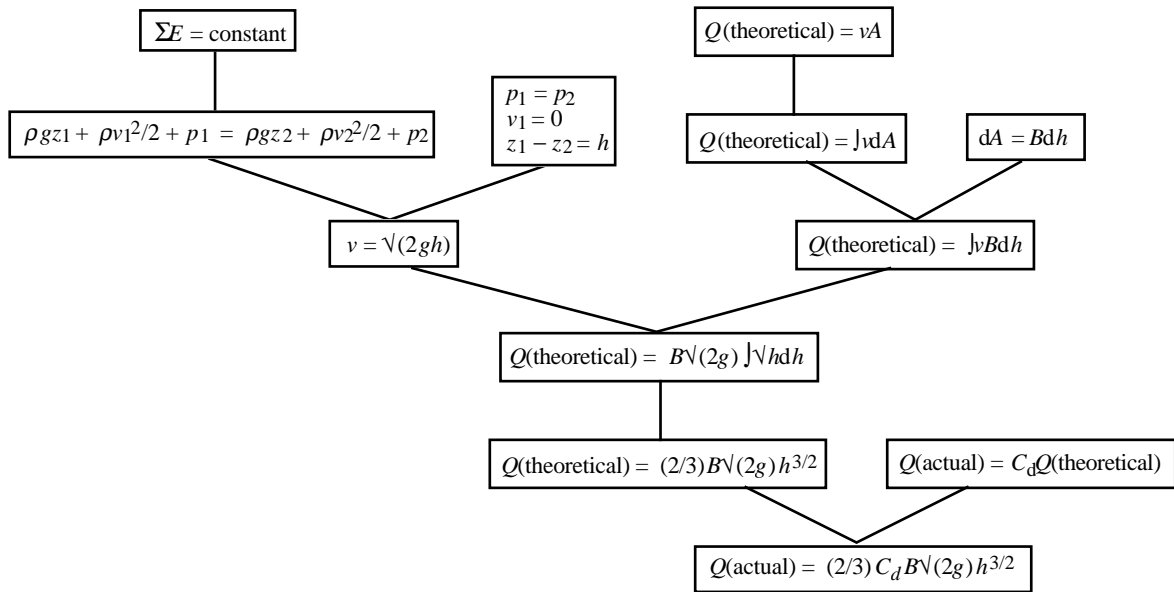 ΣE = constant
Q(theoretical) = vA
p₁ = p₂
v₁ = 0
z₁ − z₂ = h
ρgz₁ + ρv₁²/2 + p₁ = ρgz₂ + ρv₂²/2 + p₂
Q(theoretical) = ∫vdA
dA = Bdh
v = √(2gh)
Q(theoretical) = ∫vBdh
Q(theoretical) = B√(2g) ∫√hdh
Q(theoretical) = (2/3)B√(2g)h³/²
Q(actual) = C_dQ(theoretical)
Q(actual) = (2/3)C_dB√(2g)h³/²